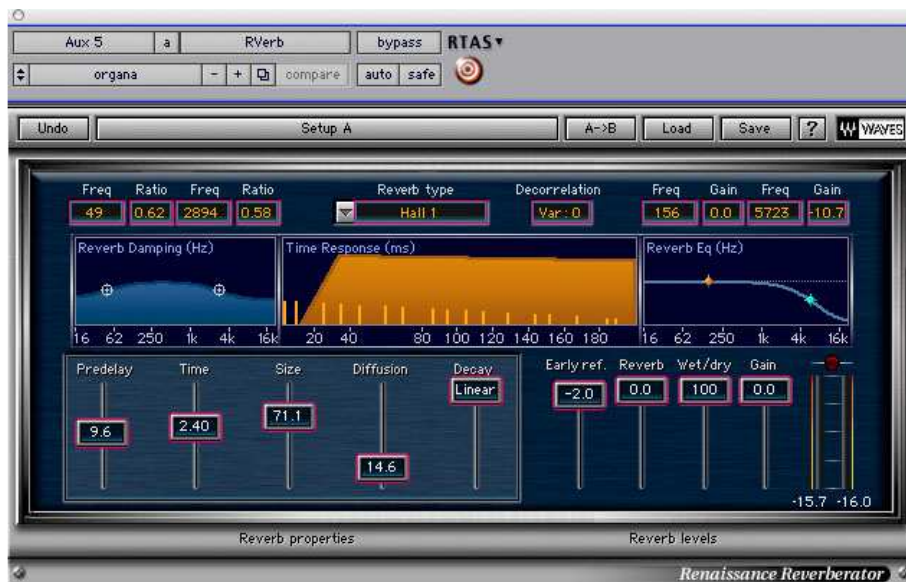 Aux 5 a RVerb bypass RTAS
organa - + compare auto safe
Undo Setup A A->B Load Save ? WAVES
Freq Ratio Freq Ratio Reverb type Decorrelation Freq Gain Freq Gain
49 0.62 2894 0.58 Hall 1 Var: 0 156 0.0 5723 -10.7
Reverb Damping (Hz) Time Response (ms) Reverb Eq (Hz)
16 62 250 1k 4k 16k 20 40 80 100 120 140 160 180 16 62 250 1k 4k 16k
Predelay Time Size Diffusion Decay Early ref. Reverb Wet/dry Gain
9.6 2.40 71.1 14.6 Linear -2.0 0.0 100 0.0
-15.7 -16.0
Reverb properties Reverb levels
Renaissance Reverberator